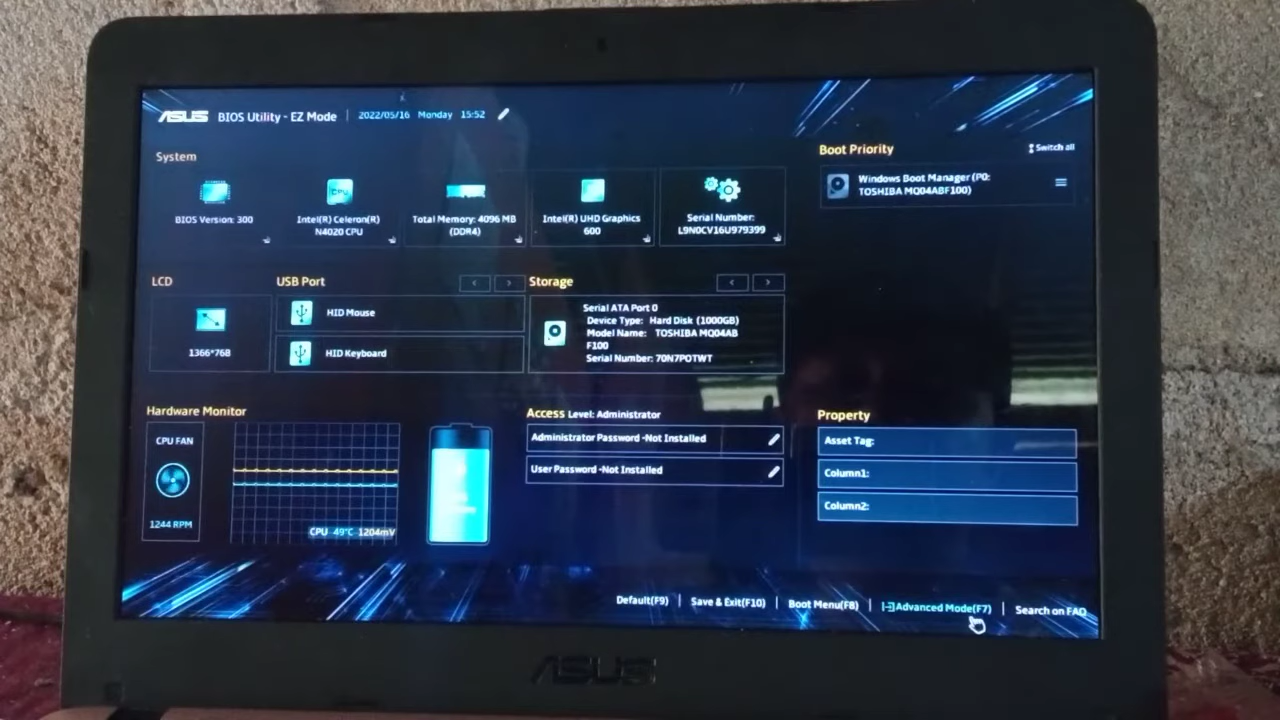 ASUS BIOS Utility - EZ Mode 2022/05/16 Monday 15:52
System
BIOS Version: 300
Intel(R) Celeron(R)
N4020 CPU
Total Memory: 4096 MB
(DDR4)
Intel(R) UHD Graphics
600
Serial Number:
L9N0CV16U979399
Boot Priority
Switch all
Windows Boot Manager (P0:
TOSHIBA MQ04ABF100)
LCD
1366*768
USB Port
HID Mouse
HID Keyboard
Storage
Serial ATA Port 0
Device Type: Hard Disk (1000GB)
Model Name: TOSHIBA MQ04AB
F100
Serial Number: 70N7P0TWT
Hardware Monitor
CPU FAN
1244 RPM
CPU 49°C 1204mV
Access Level: Administrator
Administrator Password -Not Installed
User Password -Not Installed
Property
Asset Tag:
Column1:
Column2:
Default(F9) Save & Exit(F10) Boot Menu(F8) Advanced Mode(F7) Search on FAQ
ASUS